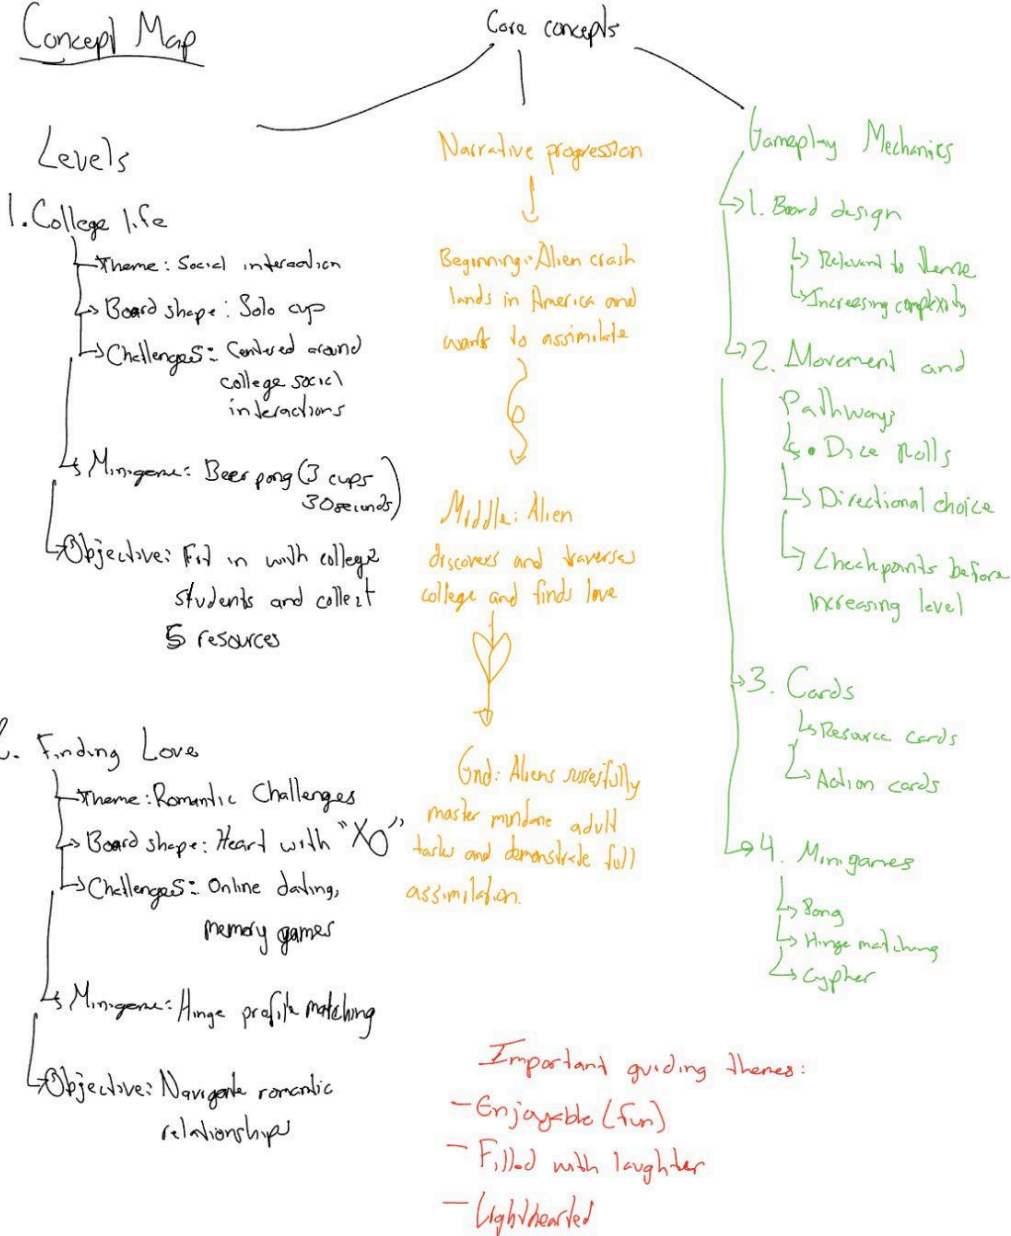 Concept Map
Core concepts
Levels
1. College life
Theme: Social interaction
Board shape: Solo cup
Challenges: Centered around
college social
interactions
Minigame: Beer pong (3 cups
30 seconds)
Objective: Fit in with college
students and collect
5 resources
2. Finding Love
Theme: Romantic Challenges
Board shape: Heart with "XO"
Challenges: Online dating,
memory games
Minigame: Hinge profile matching
Objective: Navigate romantic
relationships
Narrative progression
Beginning: Alien crash
lands in America and
wants to assimilate
Middle: Alien
discovers and traverses
college and finds love
End: Aliens successfully
master mundane adult
tasks and demonstrate full
assimilation.
Gameplay Mechanics
1. Board design
Relevant to theme
Increasing complexity
2. Movement and
Pathways
• Dice Rolls
Directional choice
Checkpoints before
increasing level
3. Cards
Resource cards
Action cards
4. Minigames
Pong
Hinge matching
Cypher
Important guiding themes:
- Enjoyable (fun)
- Filled with laughter
- Lighthearted